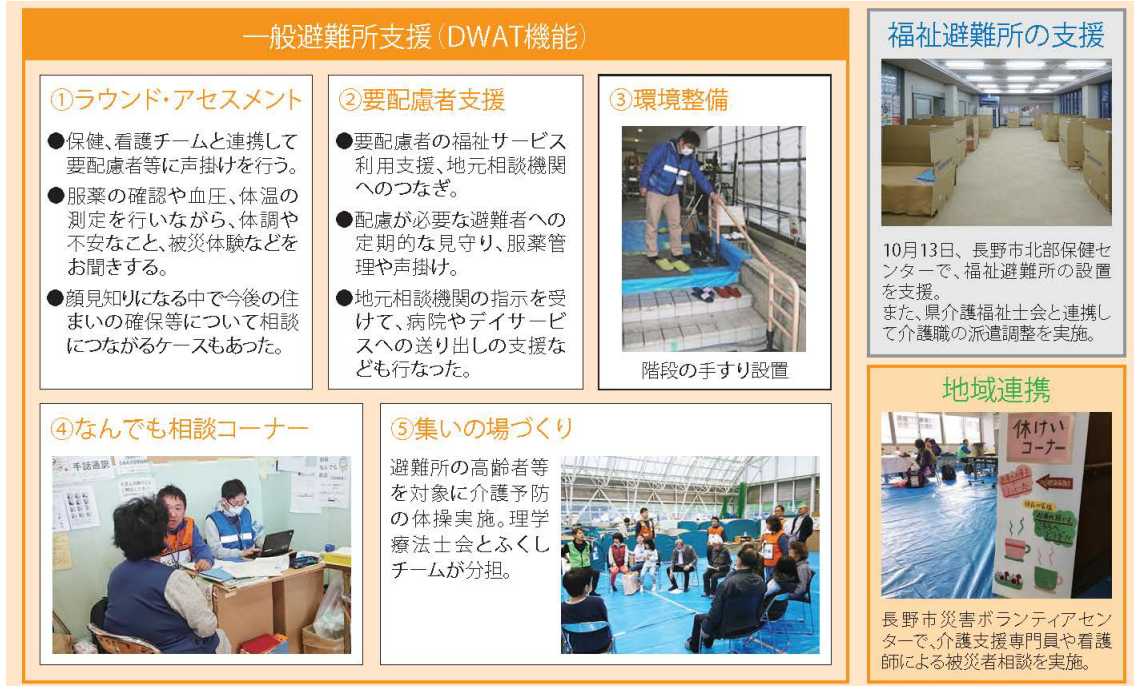 一般避難所支援(DWAT機能)
①ラウンド・アセスメント
●保健、看護チームと連携して
要配慮者等に声掛けを行う。
●服薬の確認や血圧、体温の
測定を行いながら、体調や
不安なこと、被災体験などを
お聞きする。
●顔見知りになる中で今後の住
まいの確保等について相談
につながるケースもあった。
②要配慮者支援
●要配慮者の福祉サービス
利用支援、地元相談機関
へのつなぎ。
●配慮が必要な避難者への
定期的な見守り、服薬管
理や声掛け。
●地元相談機関の指示を受
けて、病院やデイサービ
スへの送り出しの支援な
ども行なった。
③環境整備
階段の手すり設置
④なんでも相談コーナー
手話通訳
⑤集いの場づくり
避難所の高齢者等
を対象に介護予防
の体操実施。理学
療法士会とふくし
チームが分担。
福祉避難所の支援
10月13日、長野市北部保健セ
ンターで、福祉避難所の設置
を支援。
また、県介護福祉士会と連携し
て介護職の派遣調整を実施。
地域連携
休けい
コーナー
長野市災害ボランティアセン
ターで、介護支援専門員や看護
師による被災者相談を実施。